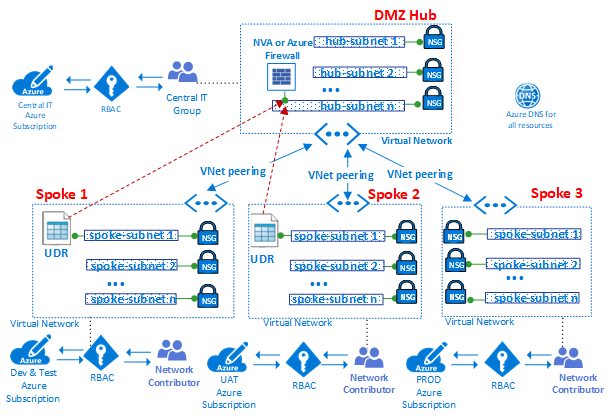 DMZ Hub
NVA or Azure
Firewall
hub-subnet 1
NSG
hub-subnet 2
NSG
...
hub-subnet n
NSG
Azure
Central IT
Azure
Subscription
RBAC
Central IT
Group
DNS
Azure DNS for
all resources
Virtual Network
VNet peering
VNet peering
VNet peering
Spoke 1
UDR
spoke-subnet 1
NSG
spoke-subnet 2
NSG
...
spoke-subnet n
NSG
Virtual Network
Spoke 2
UDR
spoke-subnet 1
NSG
spoke-subnet 2
NSG
...
spoke-subnet n
NSG
Virtual Network
Spoke 3
NSG
spoke-subnet 1
NSG
spoke-subnet 2
...
NSG
spoke-subnet n
Virtual Network
Azure
Dev & Test
Azure
Subscription
RBAC
Network
Contributor
Azure
UAT
Azure
Subscription
RBAC
Network
Contributor
Azure
PROD
Azure
Subscription
RBAC
Network
Contributor